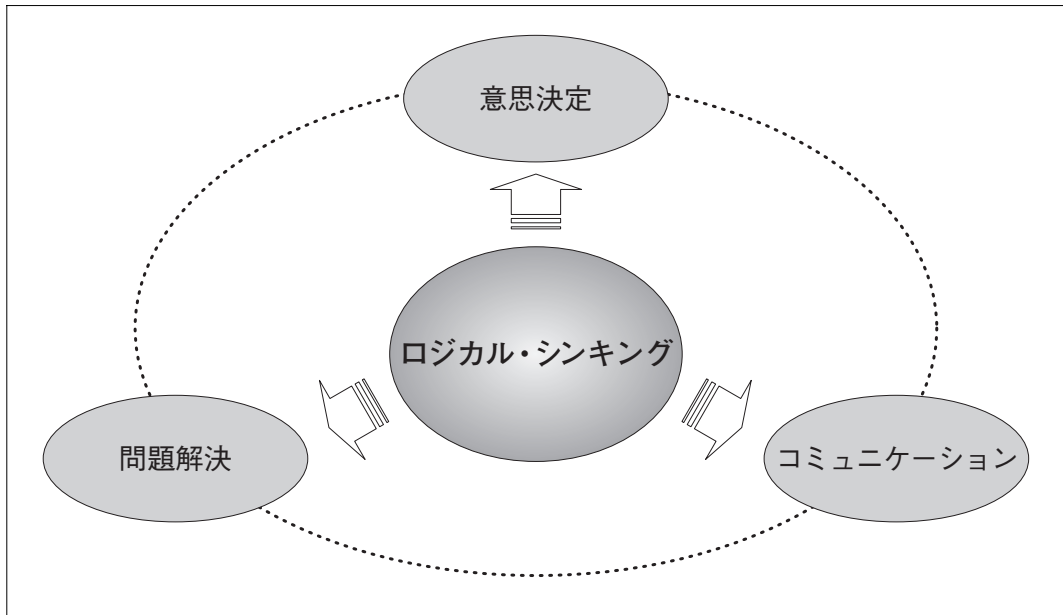 意思決定
ロジカル・シンキング
問題解決
コミュニケーション